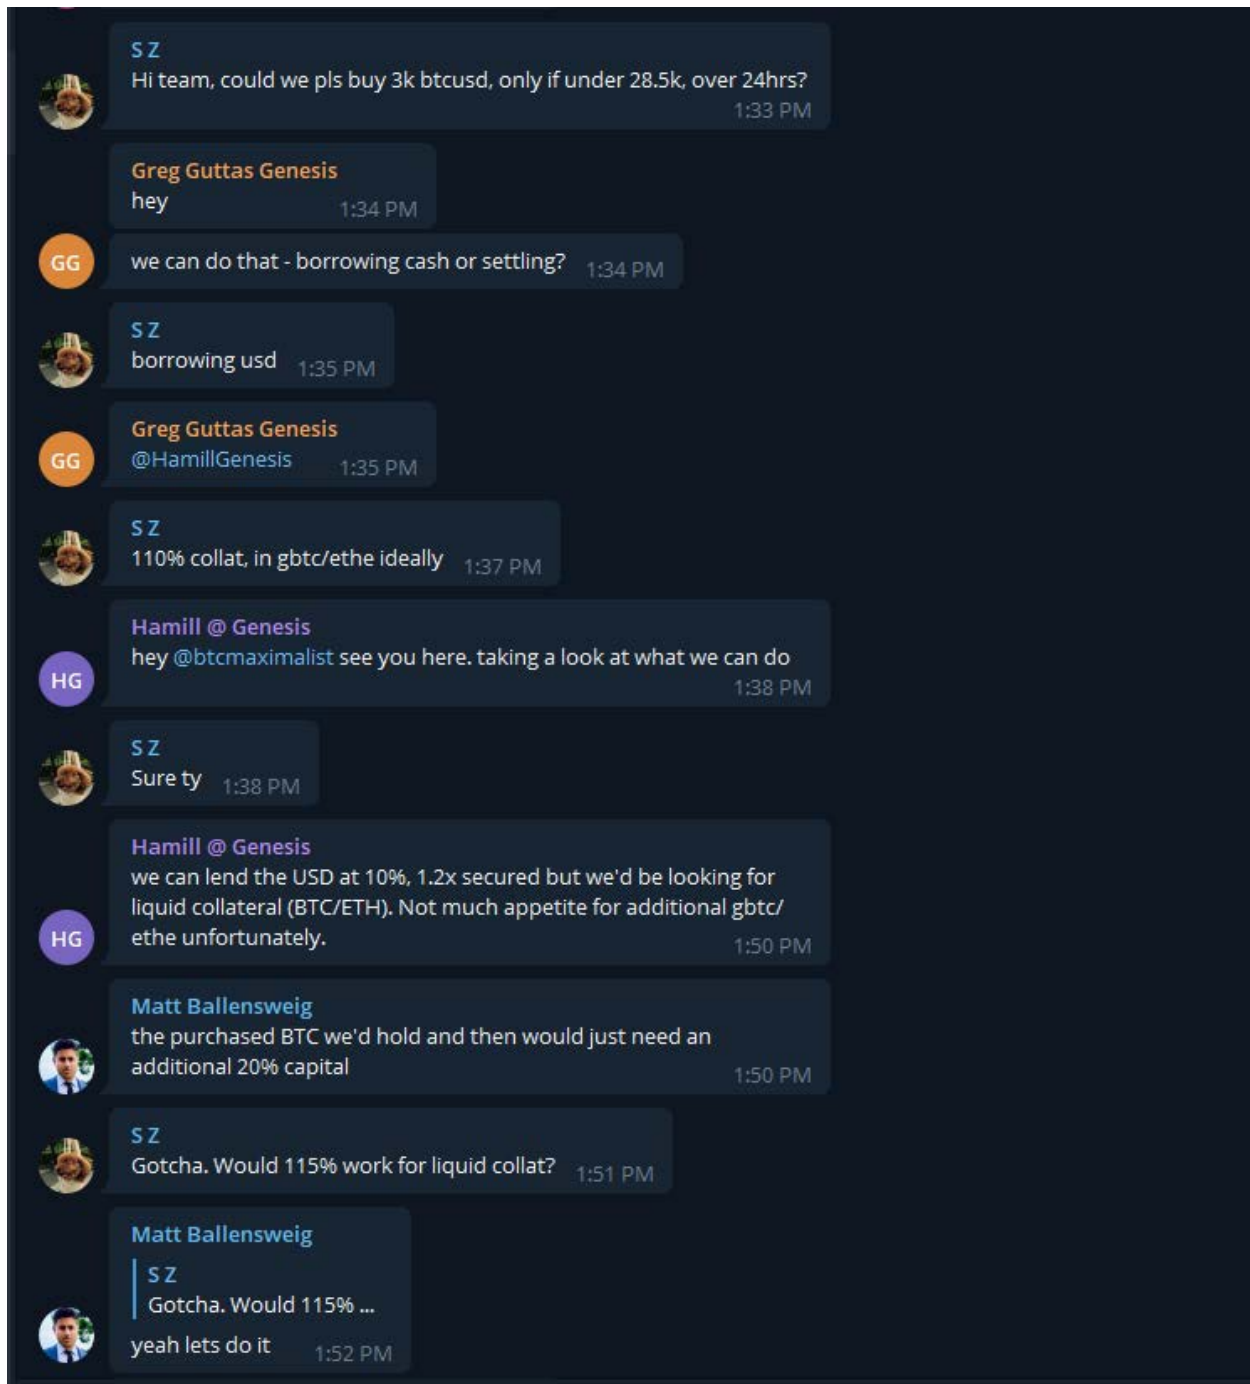 S Z
Hi team, could we pls buy 3k btcusd, only if under 28.5k, over 24hrs?
1:33 PM
Greg Guttas Genesis
hey 1:34 PM
GG
we can do that - borrowing cash or settling? 1:34 PM
S Z
borrowing usd 1:35 PM
Greg Guttas Genesis
GG
@HamillGenesis 1:35 PM
S Z
110% collat, in gbtc/ethe ideally 1:37 PM
Hamill @ Genesis
hey @btcmaximalist see you here. taking a look at what we can do
HG
1:38 PM
S Z
Sure ty 1:38 PM
Hamill @ Genesis
we can lend the USD at 10%, 1.2x secured but we'd be looking for
liquid collateral (BTC/ETH). Not much appetite for additional gbtc/
HG
ethe unfortunately. 1:50 PM
Matt Ballensweig
the purchased BTC we'd hold and then would just need an
additional 20% capital
1:50 PM
S Z
Gotcha. Would 115% work for liquid collat? 1:51 PM
Matt Ballensweig
S Z
Gotcha. Would 115% ...
yeah lets do it 1:52 PM